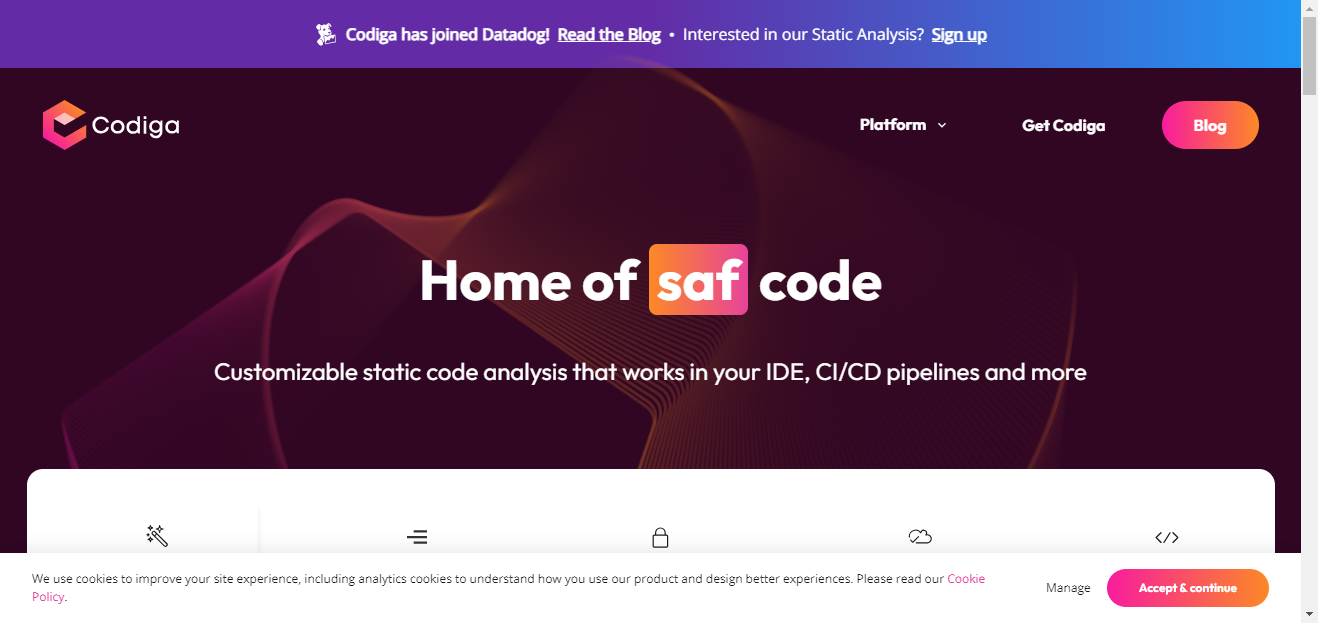 Codiga has joined Datadog! Read the Blog • Interested in our Static Analysis? Sign up
Codiga
Platform
Get Codiga
Blog
Home of saf code
Customizable static code analysis that works in your IDE, CI/CD pipelines and more
We use cookies to improve your site experience, including analytics cookies to understand how you use our product and design better experiences. Please read our Cookie
Policy.
Manage
Accept & continue